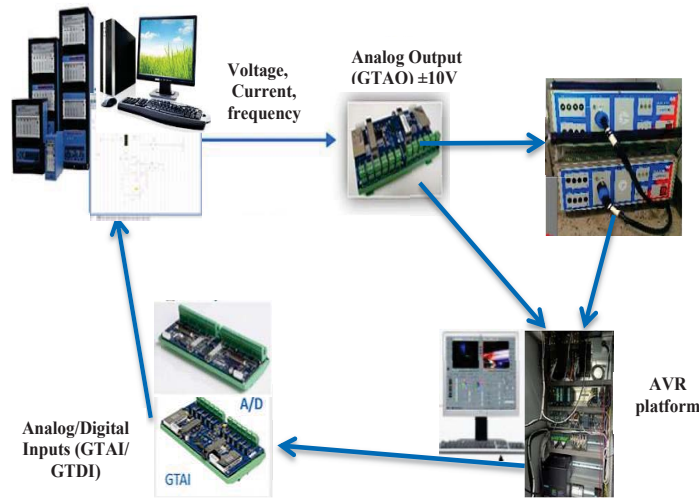 Voltage,
Current,
frequency
Analog Output
(GTAO) ±10V
A/D
GTAI
Analog/Digital
Inputs (GTAI/
GTDI)
AVR
platform